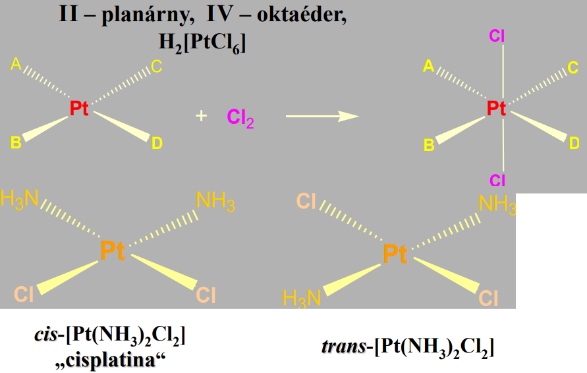 II – planárny, IV – oktaéder,
H₂[PtCl₆]
Cl
A C A C
Pt + Cl₂ Pt
B D B D
Cl
H₃N NH₃ Cl NH₃
Pt Pt
Cl Cl H₃N Cl
cis-[Pt(NH₃)₂Cl₂] trans-[Pt(NH₃)₂Cl₂]
„cisplatina“